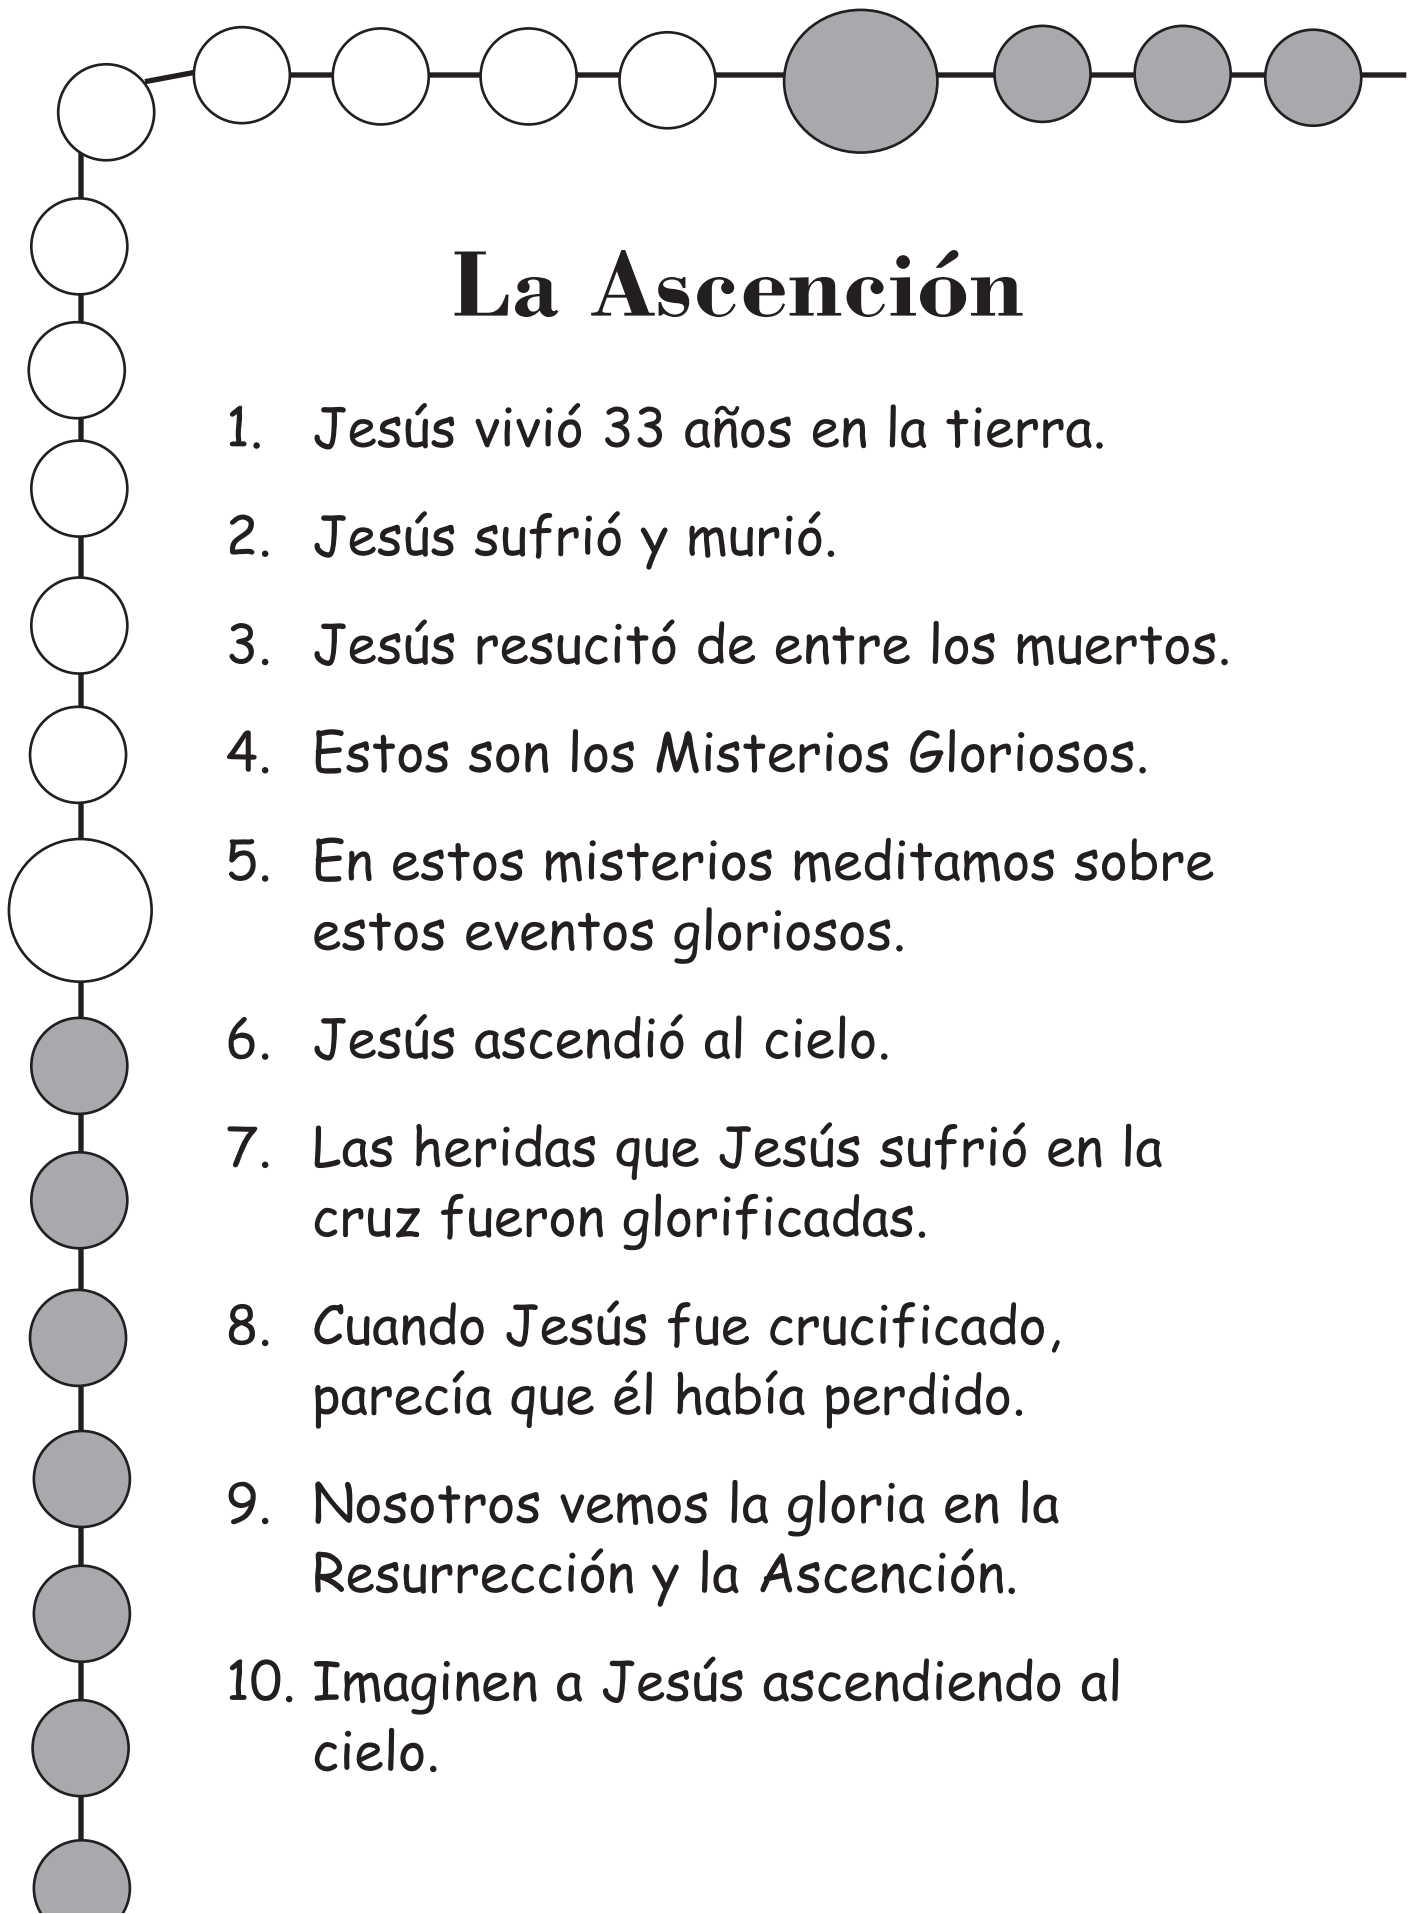 La Ascención
1. Jesús vivió 33 años en la tierra.
2. Jesús sufrió y murió.
3. Jesús resucitó de entre los muertos.
4. Estos son los Misterios Gloriosos.
5. En estos misterios meditamos sobre
estos eventos gloriosos.
6. Jesús ascendió al cielo.
7. Las heridas que Jesús sufrió en la
cruz fueron glorificadas.
8. Cuando Jesús fue crucificado,
parecía que él había perdido.
9. Nosotros vemos la gloria en la
Resurrección y la Ascención.
10. Imaginen a Jesús ascendiendo al
cielo.